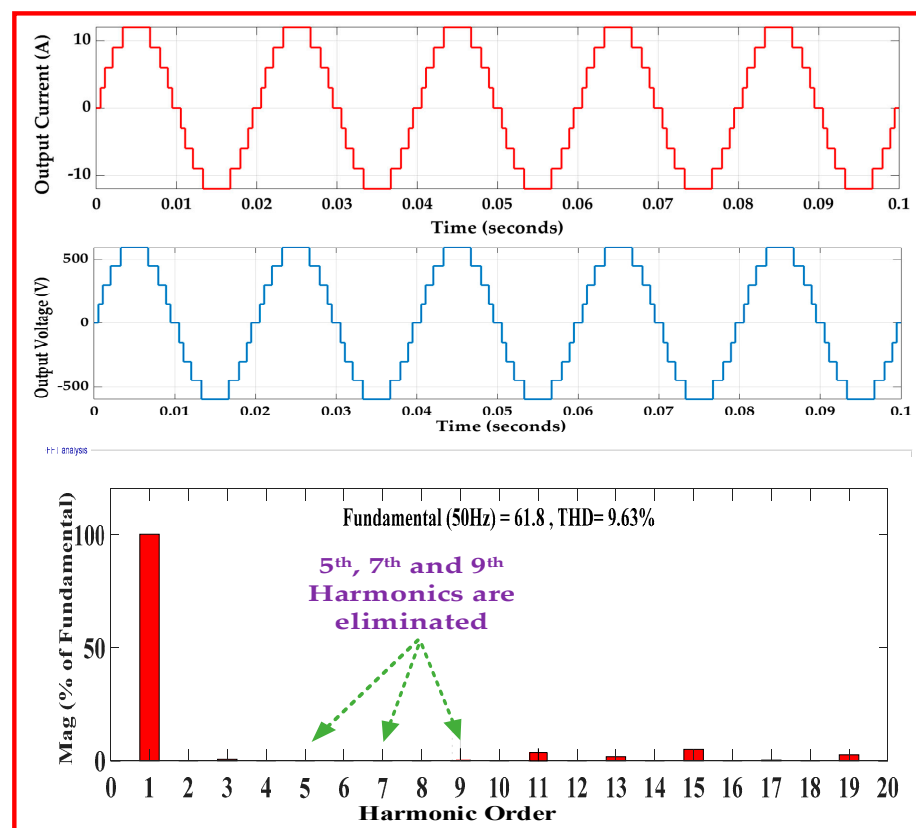 Output Current (A)
10
0
-10
0 0.01 0.02 0.03 0.04 0.05 0.06 0.07 0.08 0.09 0.1
Time (seconds)
Output Voltage (V)
500
0
-500
0 0.01 0.02 0.03 0.04 0.05 0.06 0.07 0.08 0.09 0.1
Time (seconds)
FFT analysis
Mag (% of Fundamental)
Fundamental (50Hz) = 61.8 , THD= 9.63%
5th, 7th and 9th
Harmonics are
eliminated
100
50
0
0 1 2 3 4 5 6 7 8 9 10 11 12 13 14 15 16 17 18 19 20
Harmonic Order